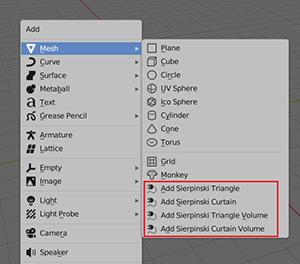 Add
Mesh
Curve
Surface
Metaball
Text
Grease Pencil
Armature
Lattice
Empty
Image
Light
Light Probe
Camera
Speaker
Plane
Cube
Circle
UV Sphere
Ico Sphere
Cylinder
Cone
Torus
Grid
Monkey
Add Sierpinski Triangle
Add Sierpinski Curtain
Add Sierpinski Triangle Volume
Add Sierpinski Curtain Volume